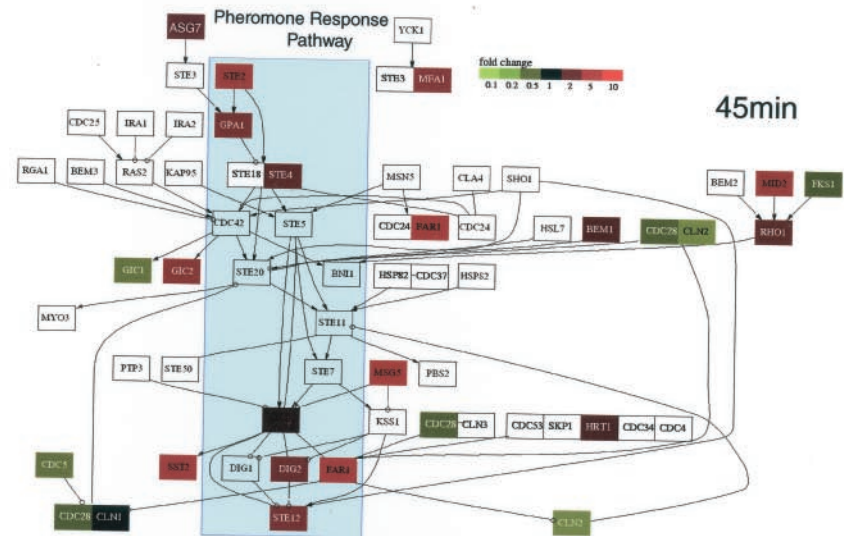 Pheromone Response
Pathway
ASG7
YCK1
STE3
STE2
STE3 MFA1
fold change
0.1 0.2 0.5 1 2 5 10
45min
GPA1
CDC25 IRA1 IRA2
RGA1 BEM3 RAS2 KAP95
STE18 STE4
MSN5 CLA4 SHO1
BEM2 MID2 FKS1
CDC42 STE5
CDC24 FAR1 CDC24
HSL7 BEM1
CDC28 CLN2
RHO1
GIC1 GIC2 STE20 BNI1
HSP82 CDC37 HSP82
MYO3
STE11
PTP3 STE50 STE7 MSG5 PBS2
KSS1
CDC28 CLN3
CDC53 SKP1 HRT1 CDC34 CDC4
CDC5
SST2 DIG1 DIG2 FAR1
CDC28 CLN1
STE12
CLN2